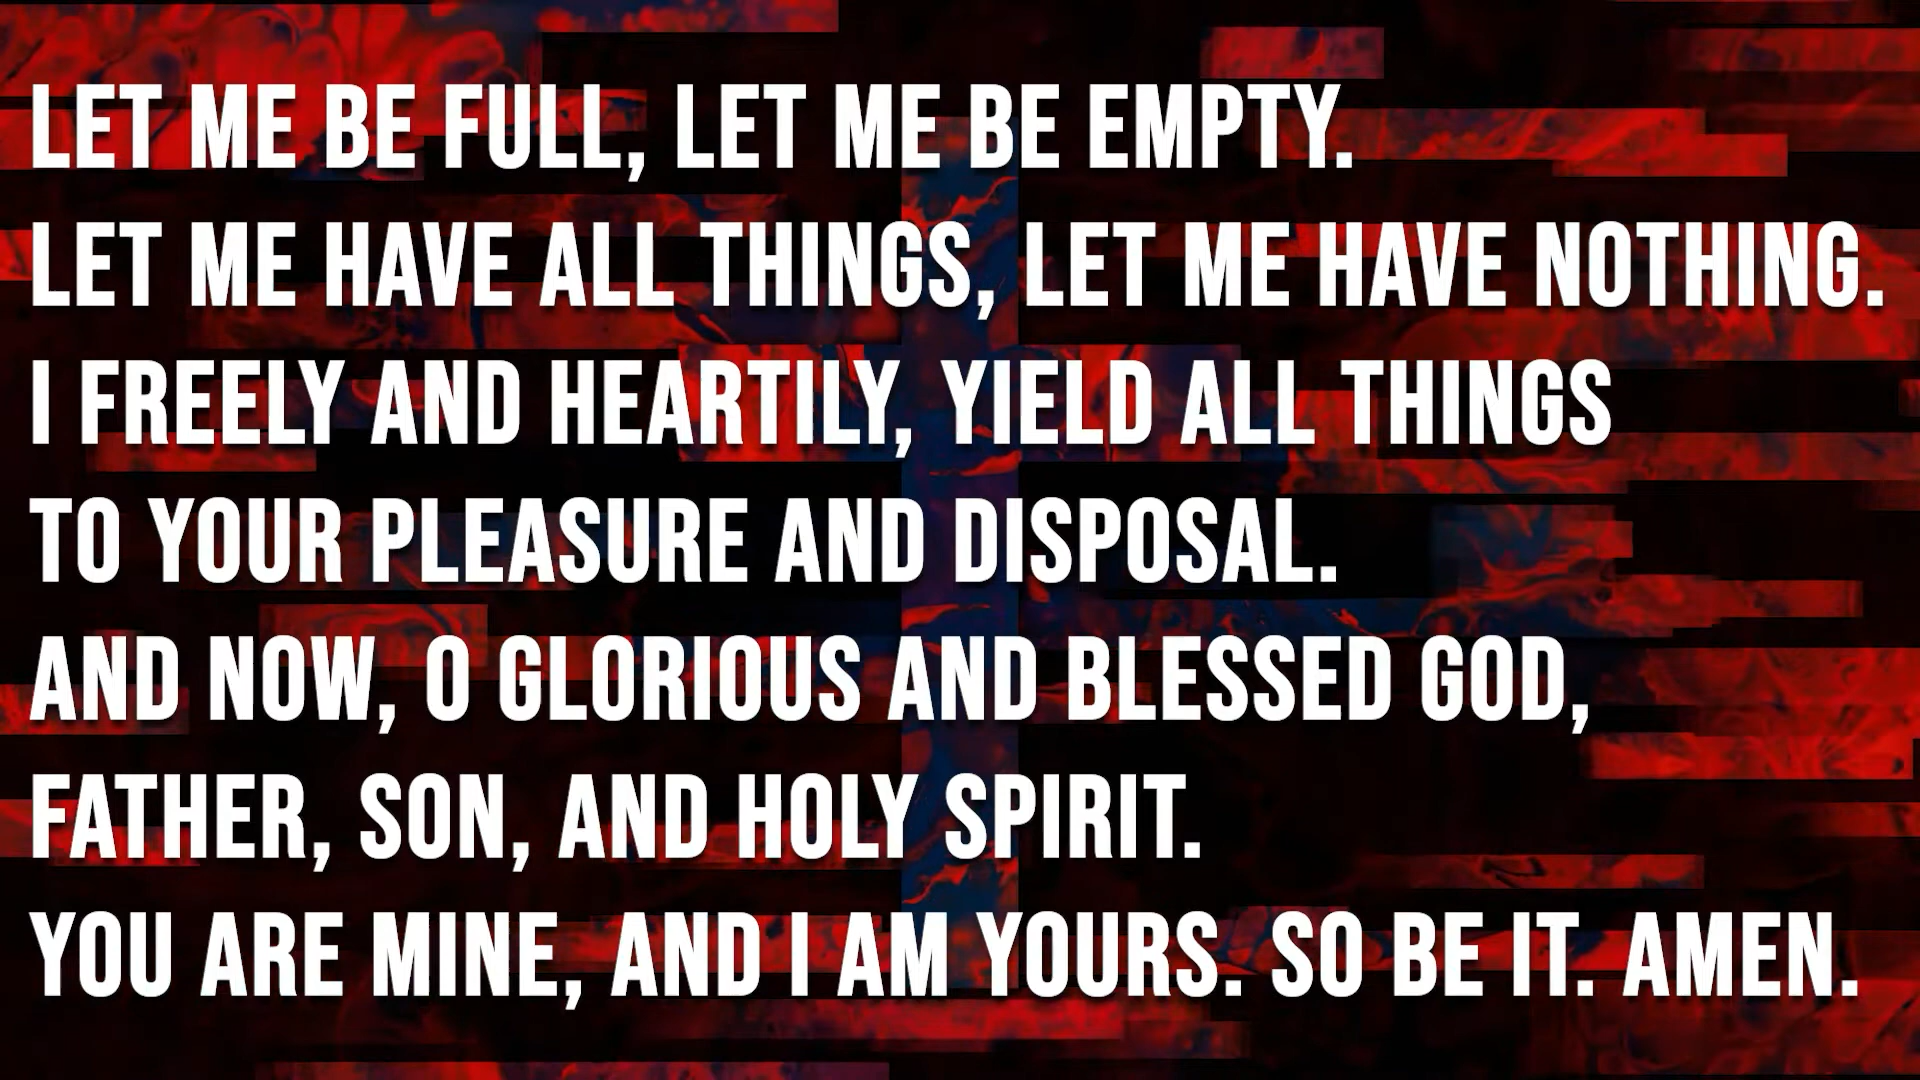 LET ME BE FULL, LET ME BE EMPTY.
LET ME HAVE ALL THINGS, LET ME HAVE NOTHING.
I FREELY AND HEARTILY, YIELD ALL THINGS
TO YOUR PLEASURE AND DISPOSAL.
AND NOW, O GLORIOUS AND BLESSED GOD,
FATHER, SON, AND HOLY SPIRIT.
YOU ARE MINE, AND I AM YOURS. SO BE IT. AMEN.